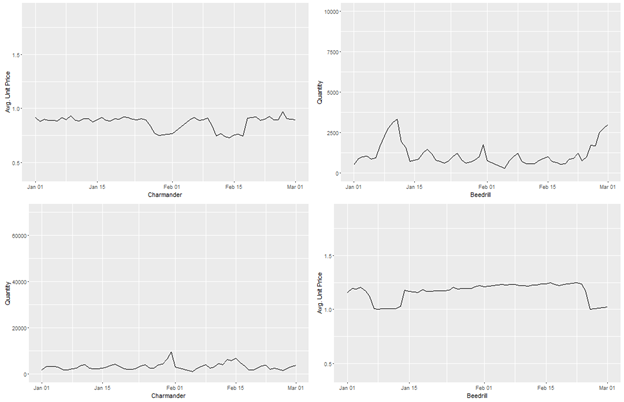 Avg. Unit Price
1.5
1.0
0.5
Jan 01
Jan 15
Feb 01
Feb 15
Mar 01
Charmander
Quantity
10000
7500
5000
2500
0
Jan 01
Jan 15
Feb 01
Feb 15
Mar 01
Beedrill
Quantity
60000
40000
20000
0
Jan 01
Jan 15
Feb 01
Feb 15
Mar 01
Charmander
Avg. Unit Price
1.5
1.0
0.5
Jan 01
Jan 15
Feb 01
Feb 15
Mar 01
Beedrill